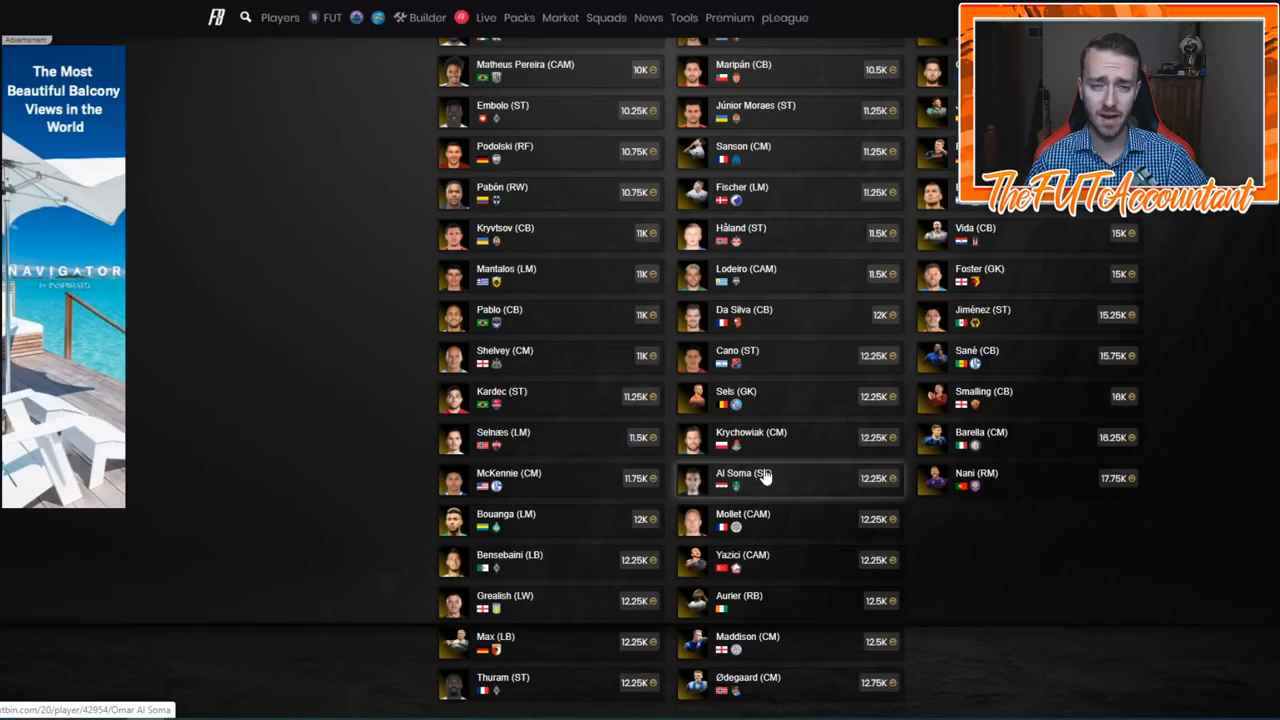 FB Players FUT Builder Live Packs Market Squads News Tools Premium pLeague
Advertisment
The Most
Beautiful Balcony
Views in the
World
NAVIGATOR
by INSPIRATO
Matheus Pereira (CAM) 10K
Embolo (ST) 10.25K
Podolski (RF) 10.75K
Pabón (RW) 10.75K
Kryvtsov (CB) 11K
Mantalos (LM) 11K
Pablo (CB) 11K
Shelvey (CM) 11K
Kardec (ST) 11.25K
Selnæs (LM) 11.5K
McKennie (CM) 11.75K
Bouanga (LM) 12K
Bensebaini (LB) 12.25K
Grealish (LW) 12.25K
Max (LB) 12.25K
Thuram (ST) 12.25K
Maripán (CB) 10.5K
Júnior Moraes (ST) 11.25K
Sanson (CM) 11.25K
Fischer (LM) 11.25K
Håland (ST) 11.5K
Lodeiro (CAM) 11.5K
Da Silva (CB) 12K
Cano (ST) 12.25K
Sels (GK) 12.25K
Krychowiak (CM) 12.25K
Al Soma (S 12.25K
Mollet (CAM) 12.25K
Yazici (CAM) 12.25K
Aurier (RB) 12.5K
Maddison (CM) 12.5K
Ødegaard (CM) 12.75K
Vida (CB) 15K
Foster (GK) 15K
Jiménez (ST) 15.25K
Sané (CB) 15.75K
Smalling (CB) 16K
Barella (CM) 16.25K
Nani (RM) 17.75K
TheFUTAccountant
utbin.com/20/player/42954/Omar Al Soma